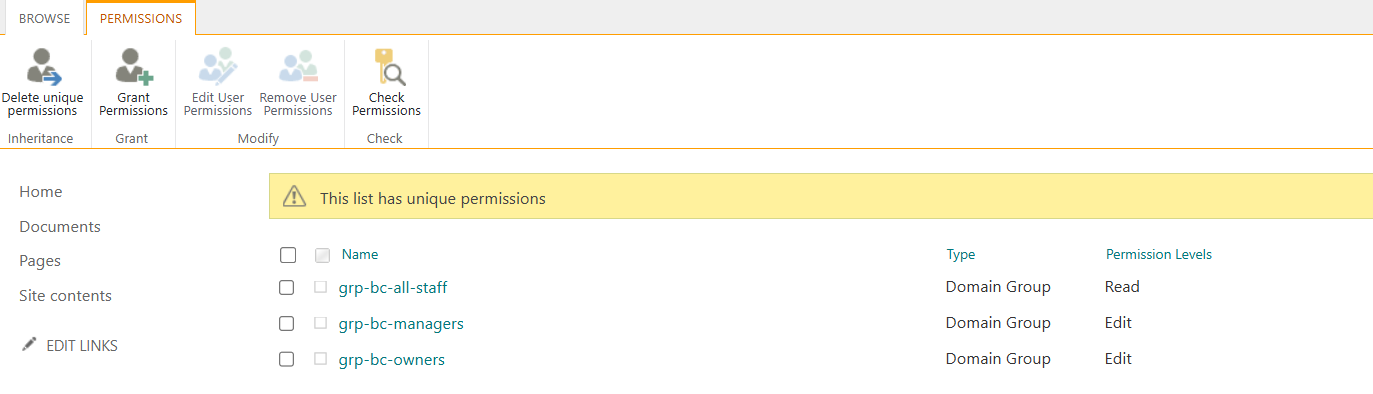 BROWSE PERMISSIONS
Delete unique permissions
Grant Permissions
Edit User Permissions
Remove User Permissions
Check Permissions
Inheritance Grant Modify Check
Home
Documents
Pages
Site contents
EDIT LINKS
This list has unique permissions
Name Type Permission Levels
grp-bc-all-staff Domain Group Read
grp-bc-managers Domain Group Edit
grp-bc-owners Domain Group Edit